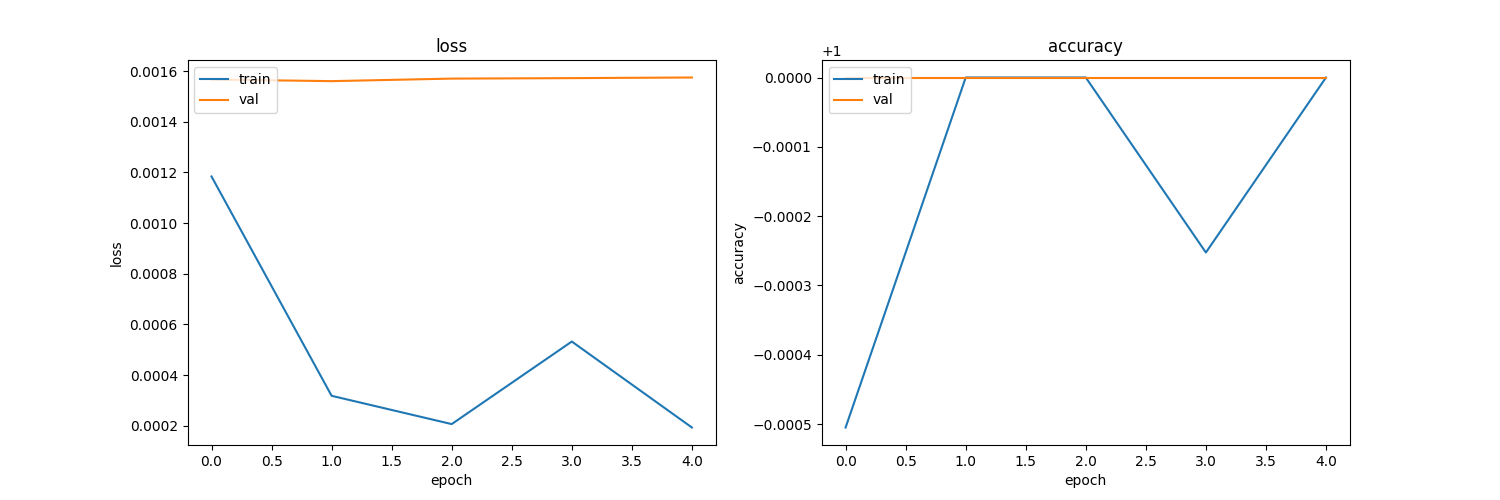 loss
train
val
0.0016
0.0014
0.0012
0.0010
0.0008
0.0006
0.0004
0.0002
loss
0.0 0.5 1.0 1.5 2.0 2.5 3.0 3.5 4.0
epoch
accuracy
+1
train
val
0.0000
−0.0001
−0.0002
−0.0003
−0.0004
−0.0005
accuracy
0.0 0.5 1.0 1.5 2.0 2.5 3.0 3.5 4.0
epoch